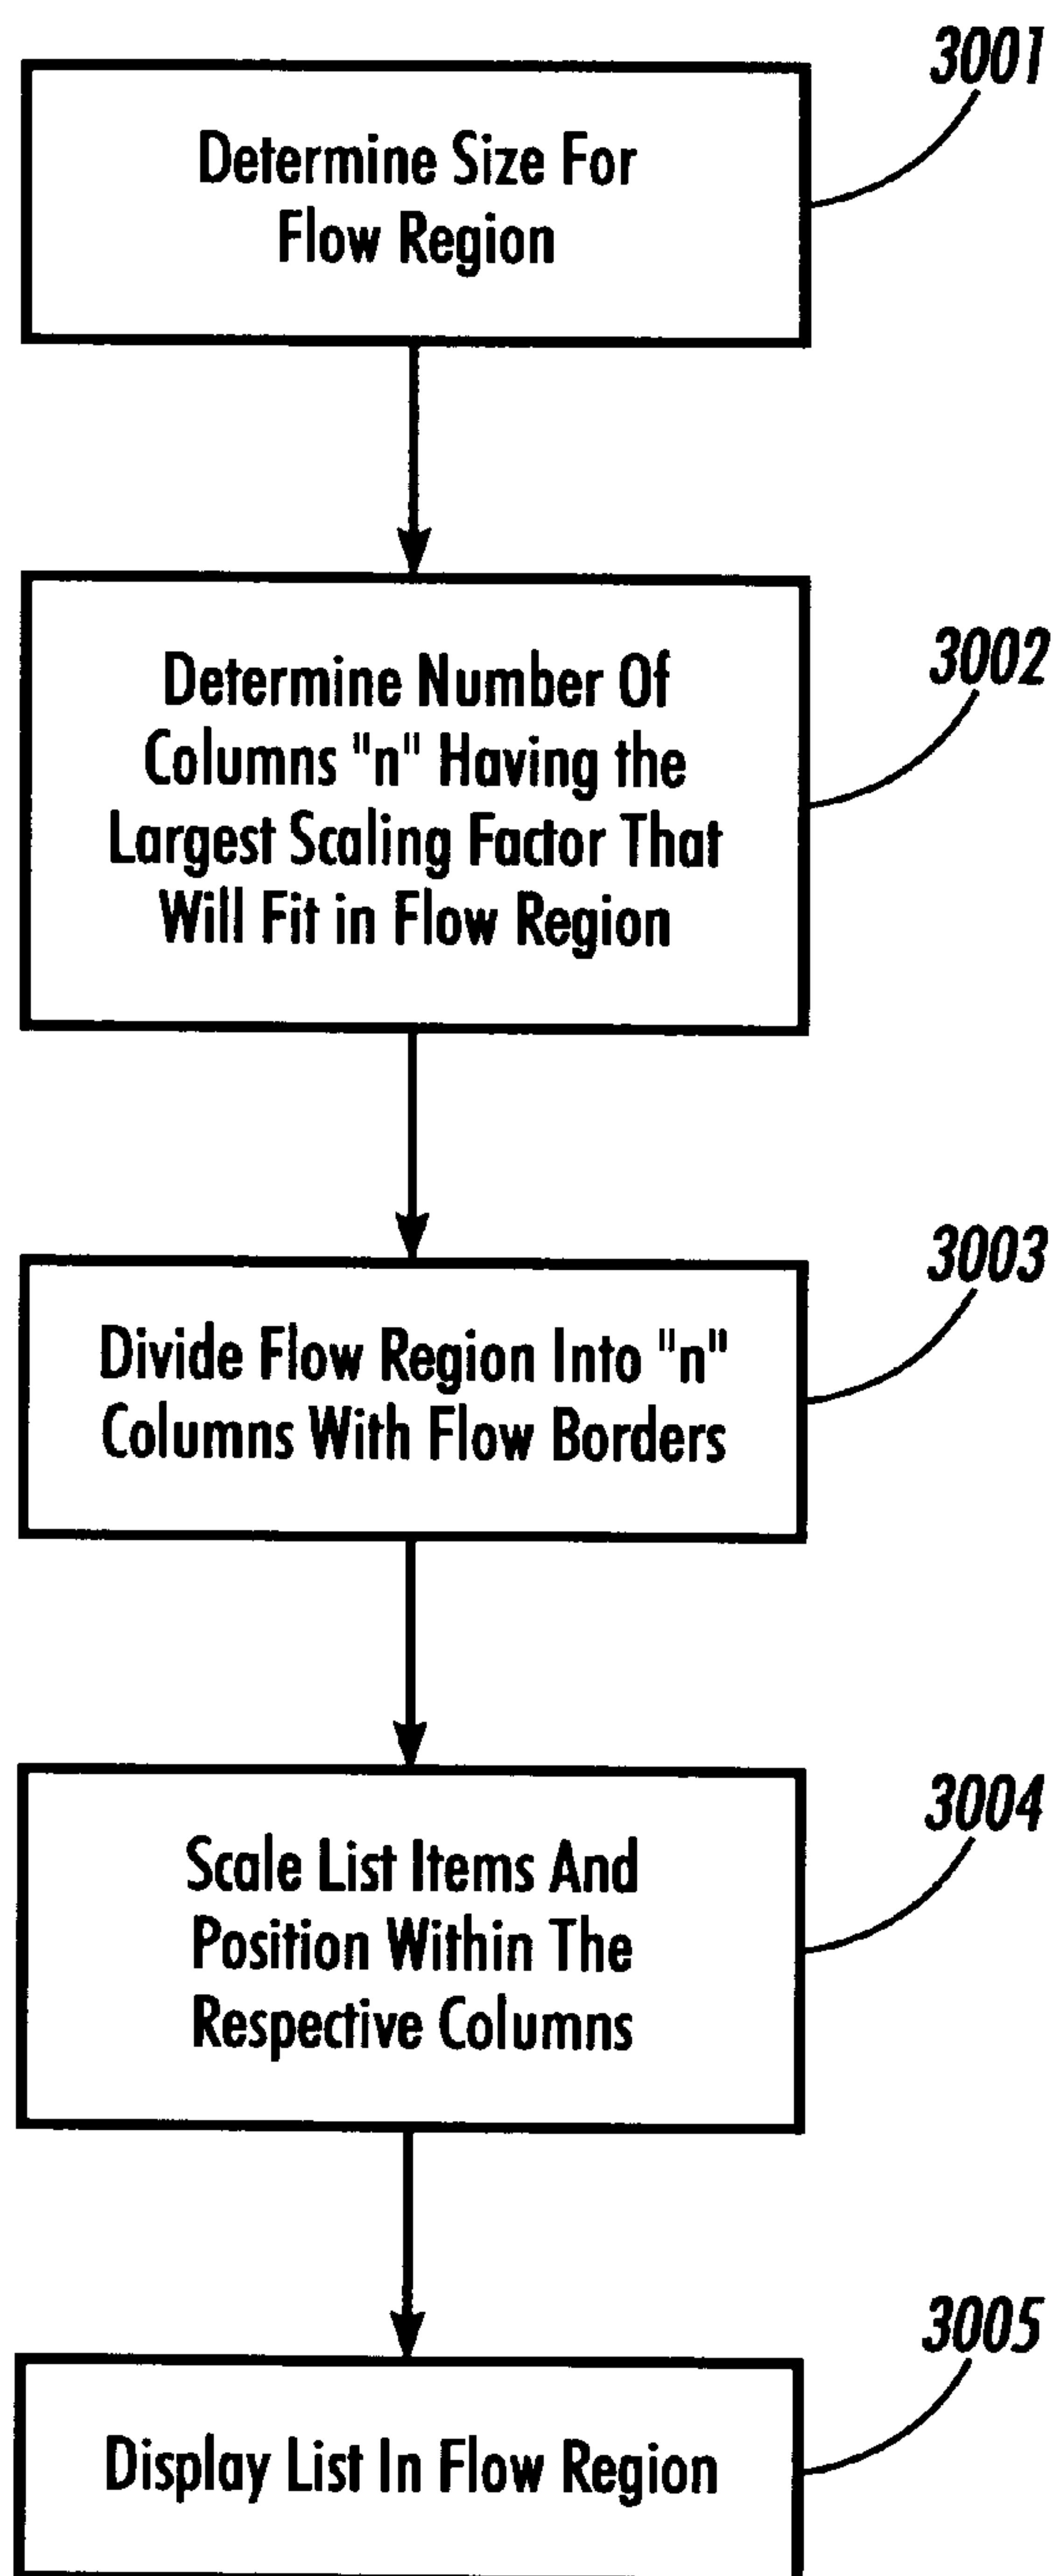 3001
Determine Size For
Flow Region
3002
Determine Number Of
Columns "n" Having the
Largest Scaling Factor That
Will Fit in Flow Region
3003
Divide Flow Region Into "n"
Columns With Flow Borders
3004
Scale List Items And
Position Within The
Respective Columns
3005
Display List In Flow Region